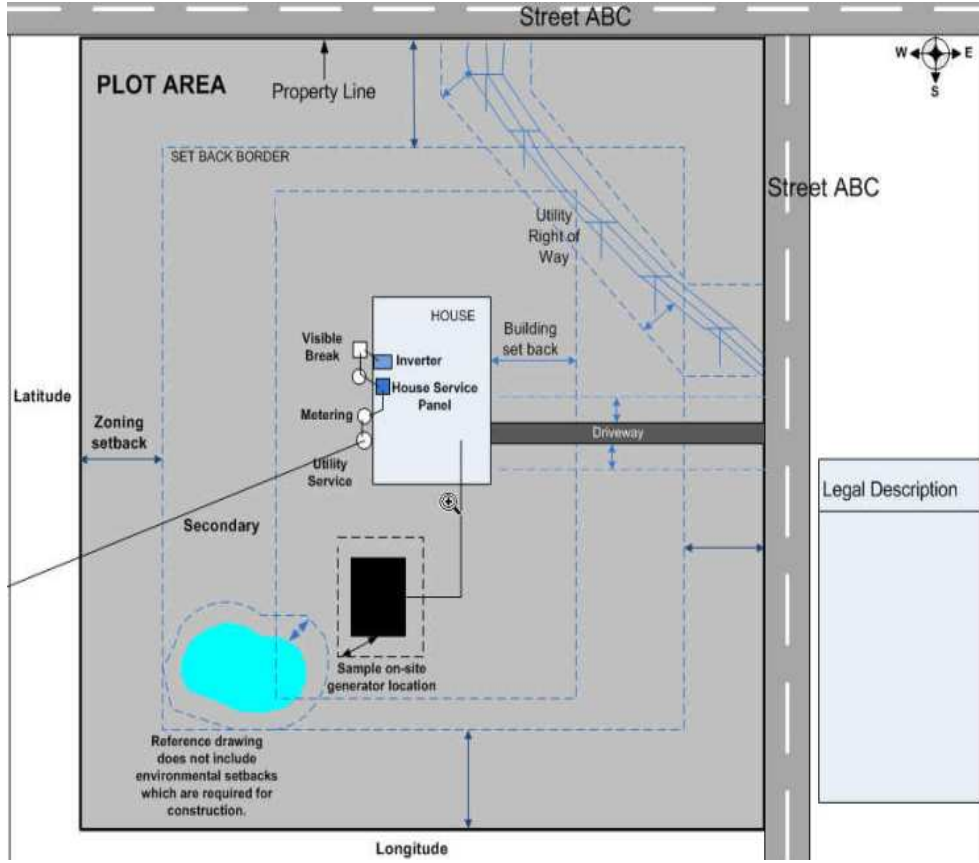 Street ABC
PLOT AREA
Property Line
W
E
S
SET BACK BORDER
Street ABC
Utility
Right of
Way
HOUSE
Visible
Break
Inverter
Building
set back
House Service
Panel
Latitude
Metering
Zoning
setback
Driveway
Utility
Service
Legal Description
Secondary
Sample on-site
generator location
Reference drawing
does not include
environmental setbacks
which are required for
construction.
Longitude